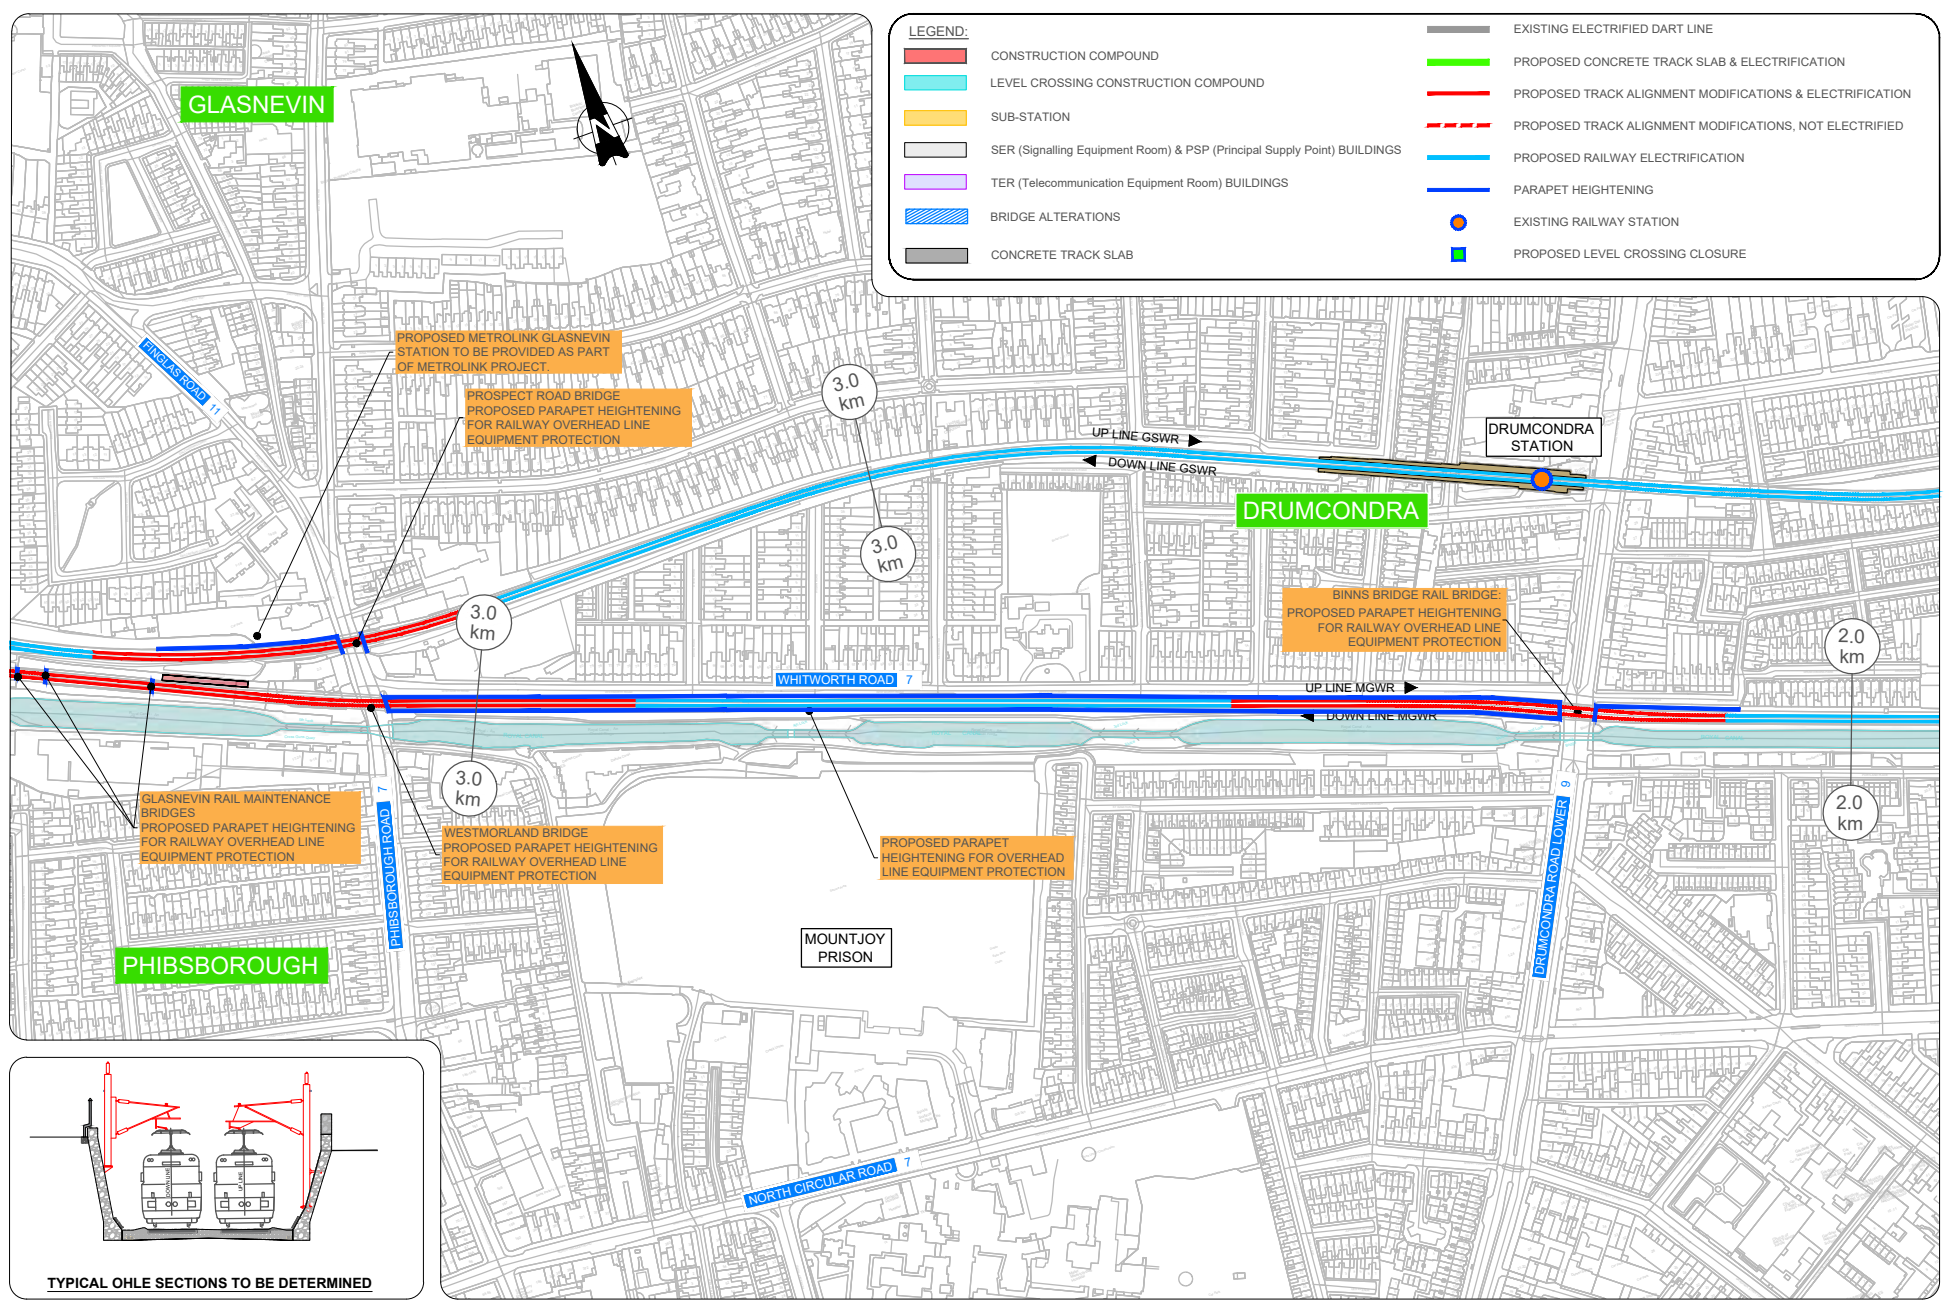 LEGEND:
CONSTRUCTION COMPOUND
LEVEL CROSSING CONSTRUCTION COMPOUND
SUB-STATION
SER (Signalling Equipment Room) & PSP (Principal Supply Point) BUILDINGS
TER (Telecommunication Equipment Room) BUILDINGS
BRIDGE ALTERATIONS
CONCRETE TRACK SLAB
EXISTING ELECTRIFIED DART LINE
PROPOSED CONCRETE TRACK SLAB & ELECTRIFICATION
PROPOSED TRACK ALIGNMENT MODIFICATIONS & ELECTRIFICATION
PROPOSED TRACK ALIGNMENT MODIFICATIONS, NOT ELECTRIFIED
PROPOSED RAILWAY ELECTRIFICATION
PARAPET HEIGHTENING
EXISTING RAILWAY STATION
PROPOSED LEVEL CROSSING CLOSURE
GLASNEVIN
N
FINGLAS ROAD 11
PROPOSED METROLINK GLASNEVIN
STATION TO BE PROVIDED AS PART
OF METROLINK PROJECT.
PROSPECT ROAD BRIDGE
PROPOSED PARAPET HEIGHTENING
FOR RAILWAY OVERHEAD LINE
EQUIPMENT PROTECTION
3.0
km
3.0
km
UP LINE GSWR
DOWN LINE GSWR
DRUMCONDRA
STATION
DRUMCONDRA
BINNS BRIDGE RAIL BRIDGE:
PROPOSED PARAPET HEIGHTENING
FOR RAILWAY OVERHEAD LINE
EQUIPMENT PROTECTION
3.0
km
2.0
km
WHITWORTH ROAD 7
UP LINE MGWR
DOWN LINE MGWR
3.0
km
2.0
km
GLASNEVIN RAIL MAINTENANCE
BRIDGES
PROPOSED PARAPET HEIGHTENING
FOR RAILWAY OVERHEAD LINE
EQUIPMENT PROTECTION
PHIBSBOROUGH ROAD 7
WESTMORLAND BRIDGE
PROPOSED PARAPET HEIGHTENING
FOR RAILWAY OVERHEAD LINE
EQUIPMENT PROTECTION
PROPOSED PARAPET
HEIGHTENING FOR OVERHEAD
LINE EQUIPMENT PROTECTION
DRUMCONDRA ROAD LOWER 9
MOUNTJOY
PRISON
PHIBSBOROUGH
NORTH CIRCULAR ROAD 7
DOWN LINE
UP LINE
TYPICAL OHLE SECTIONS TO BE DETERMINED